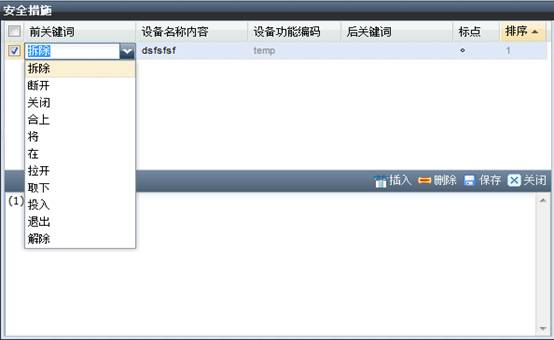 安全措施
前关键词 设备名称内容 设备功能编码 后关键词 标点 排序
拆除 dsfsfsf temp 。 1
拆除
断开
关闭
合上
将
在
拉开
取下
投入
退出
解除
插入 删除 保存 关闭
(1)